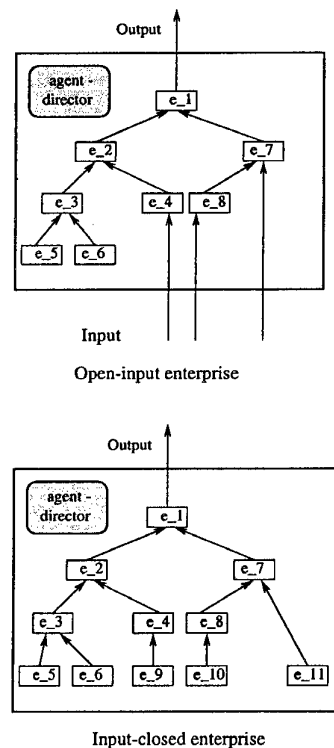 Output
agent -
director
e_1
e_2
e_7
e_3
e_4
e_8
e_5
e_6
Input
Open-input enterprise
Output
agent -
director
e_1
e_2
e_7
e_3
e_4
e_8
e_5
e_6
e_9
e_10
e_11
Input-closed enterprise